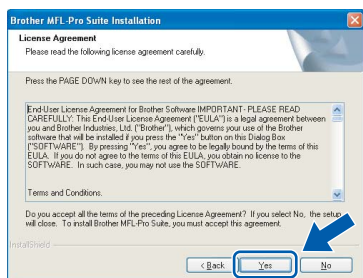 Brother MFL-Pro Suite Installation
License Agreement
Please read the following license agreement carefully.
Press the PAGE DOWN key to see the rest of the agreement.
End-User License Agreement for Brother Software IMPORTANT- PLEASE READ
CAREFULLY: This End-User License Agreement ("EULA") is a legal agreement between
you and Brother Industries, Ltd. ("Brother"), which governs your use of the Brother
software that will be installed if you press the "Yes" button on this Dialog Box
("SOFTWARE"). By pressing "Yes", you agree to be legally bound by the terms of this
EULA. If you do not agree to the terms of this EULA, you obtain no license to the
SOFTWARE. In such case, you may not use the SOFTWARE.
Terms and Conditions.
Do you accept all the terms of the preceding License Agreement? If you select No, the setup
will close. To install Brother MFL-Pro Suite, you must accept this agreement.
InstallShield
< Back
Yes
No